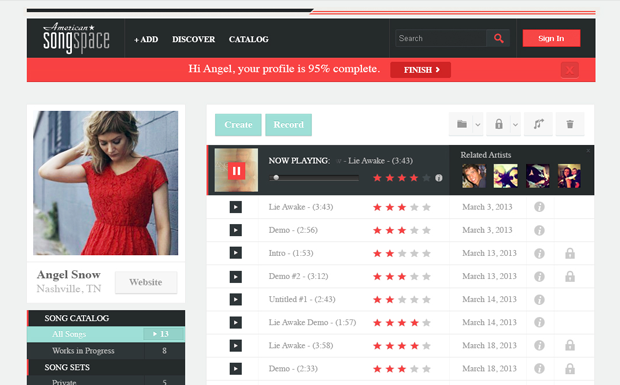 American
songspace
+ ADD
DISCOVER
CATALOG
Search
Sign In
Hi Angel, your profile is 95% complete.
FINISH
Angel Snow
Nashville, TN
Website
SONG CATALOG
All Songs 13
Works in Progress 8
SONG SETS
Private 5
Create
Record
NOW PLAYING: - Lie Awake - (3:43)
Related Artists
Lie Awake - (3:43) March 3, 2013
Demo - (2:56) March 3, 2013
Intro - (1:53) March 13, 2013
Demo #2 - (3:12) March 13, 2013
Untitled #1 - (2:43) March 14, 2013
Lie Awake Demo - (1:57) March 14, 2013
Lie Awake - (3:58) March 18, 2013
Demo - (2:33) March 18, 2013